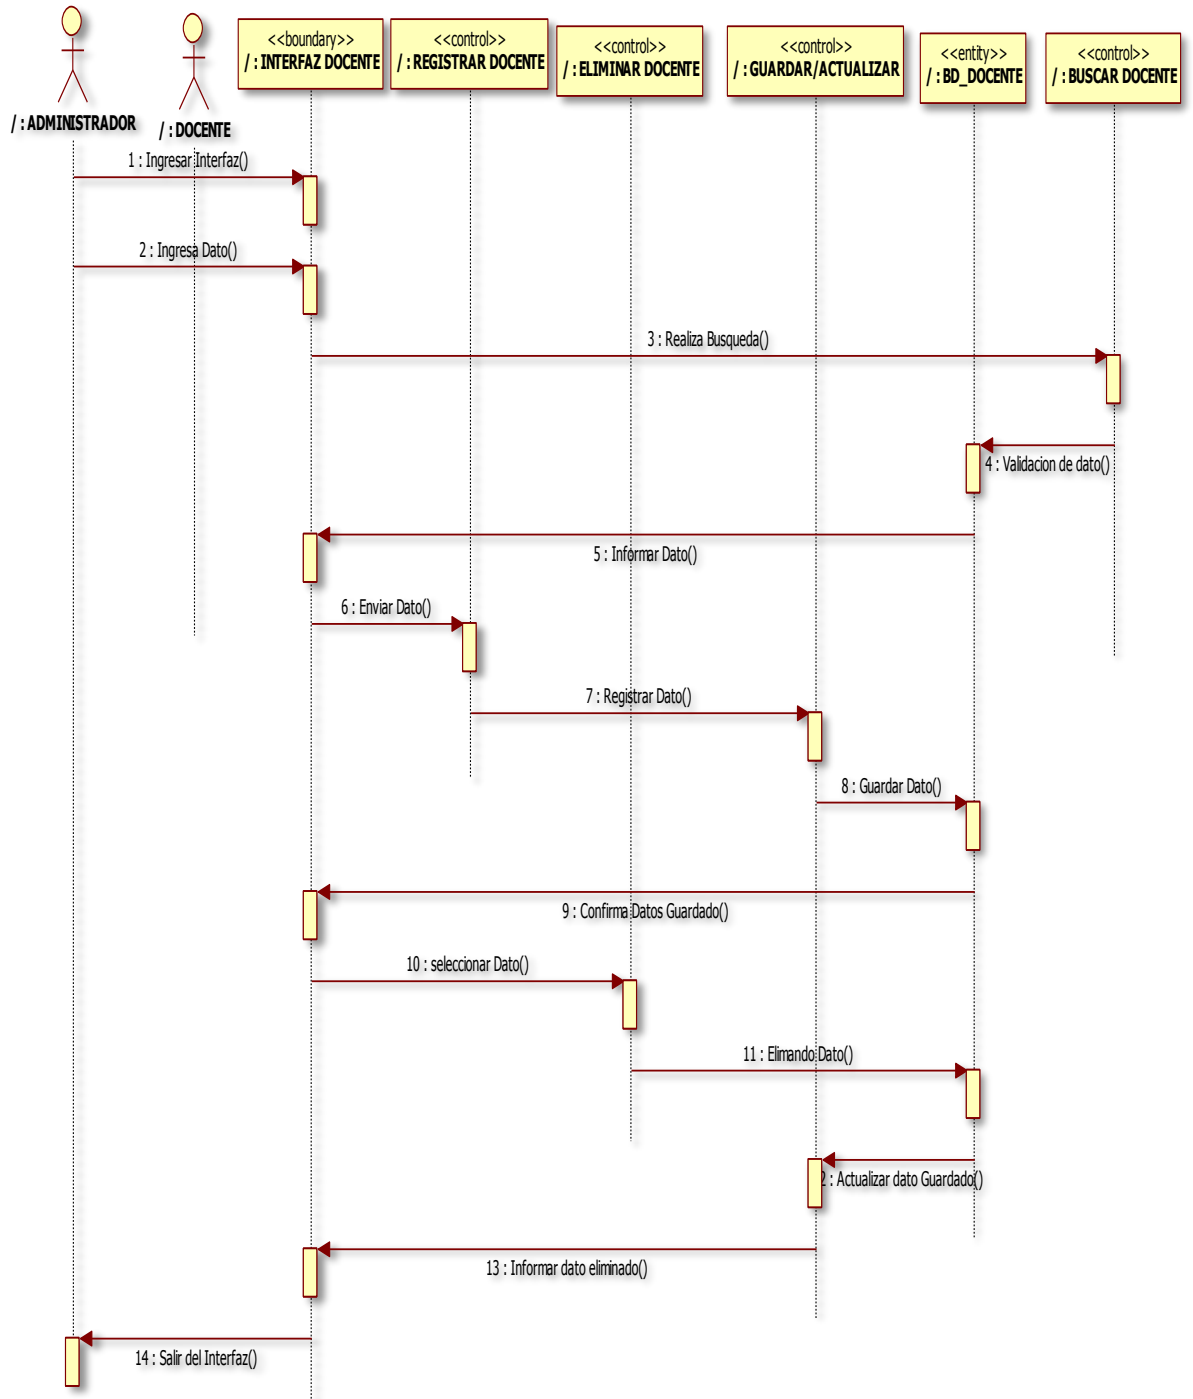 <<boundary>>
/ : INTERFAZ DOCENTE
<<control>>
/ : REGISTRAR DOCENTE
<<control>>
/ : ELIMINAR DOCENTE
<<control>>
/ : GUARDAR/ACTUALIZAR
<<entity>>
/ : BD_DOCENTE
<<control>>
/ : BUSCAR DOCENTE
/ : ADMINISTRADOR
/ : DOCENTE
1 : Ingresar Interfaz()
2 : Ingresa Dato()
3 : Realiza Busqueda()
4 : Validacion de dato()
5 : Informar Dato()
6 : Enviar Dato()
7 : Registrar Dato()
8 : Guardar Dato()
9 : Confirma Datos Guardado()
10 : seleccionar Dato()
11 : Elimando Dato()
2 : Actualizar dato Guardado()
13 : Informar dato eliminado()
14 : Salir del Interfaz()